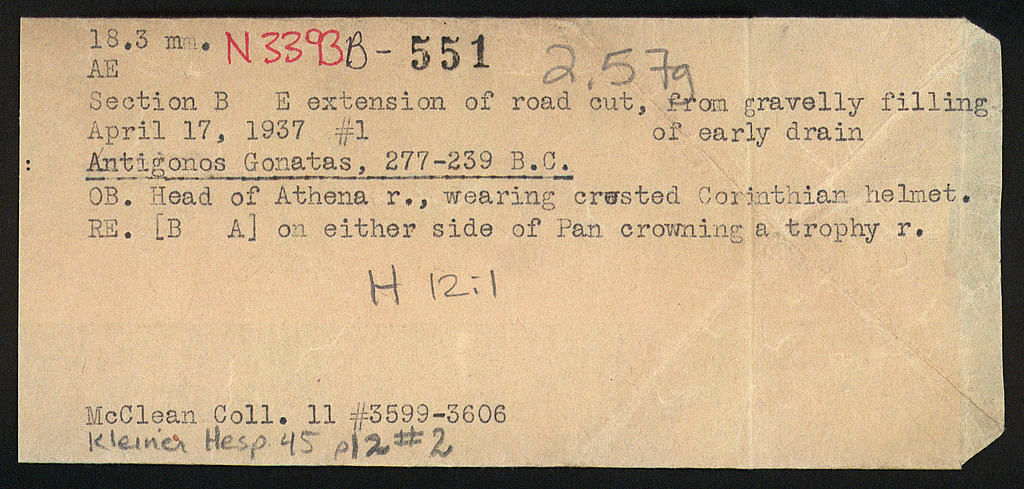 18.3 mm. N 3393 B - 551 2.57g
AE
Section B E extension of road cut, from gravelly filling
April 17, 1937 #1 of early drain
: Antigonos Gonatas, 277-239 B.C.
OB. Head of Athena r., wearing crested Corinthian helmet.
RE. [B A] on either side of Pan crowning a trophy r.
H 12:1
McClean Coll. 11 #3599-3606
Kleiner Hesp. 45 pl2 #2